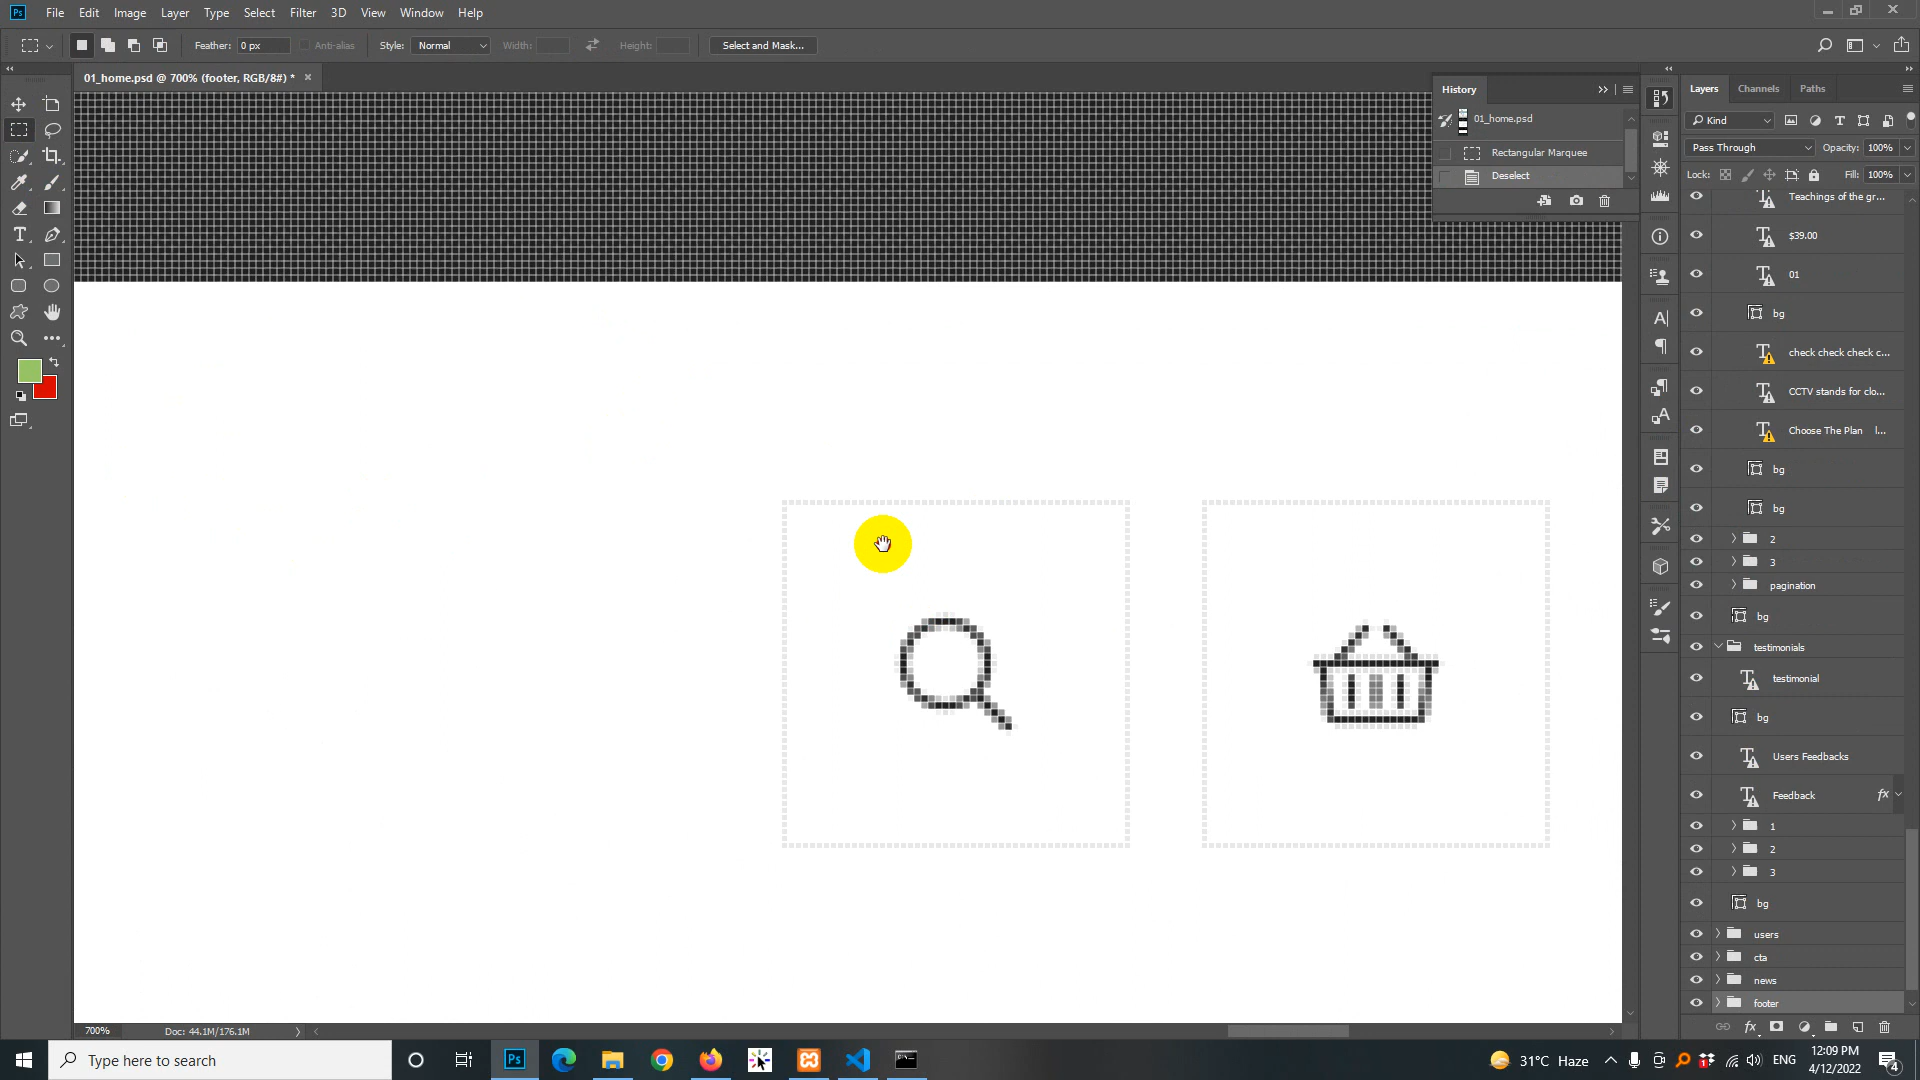 Ps File Edit Image Layer Type Select Filter 3D View Window Help
Feather: 0 px Anti-alias Style: Normal Width: Height: Select and Mask...
01_home.psd @ 700% (footer, RGB/8#) *
History
01_home.psd
Rectangular Marquee
Deselect
Layers Channels Paths
Kind
Pass Through Opacity: 100%
Lock: Fill: 100%
Teachings of the gr...
$39.00
01
bg
check check check c...
CCTV stands for clo...
Choose The Plan l...
bg
bg
2
3
pagination
bg
testimonials
testimonial
bg
Users Feedbacks
Feedback fx
1
2
3
bg
users
cta
news
footer
700% Doc: 44.1M/176.1M
Type here to search
Ps
31°C Haze
ENG
12:09 PM
4/12/2022
4